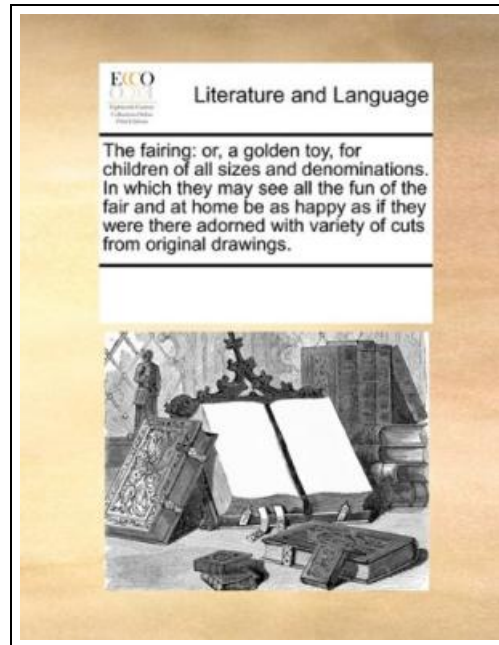 ECCO
Literature and Language
The fairing: or, a golden toy, for
children of all sizes and denominations.
In which they may see all the fun of the
fair and at home be as happy as if they
were there adorned with variety of cuts
from original drawings.